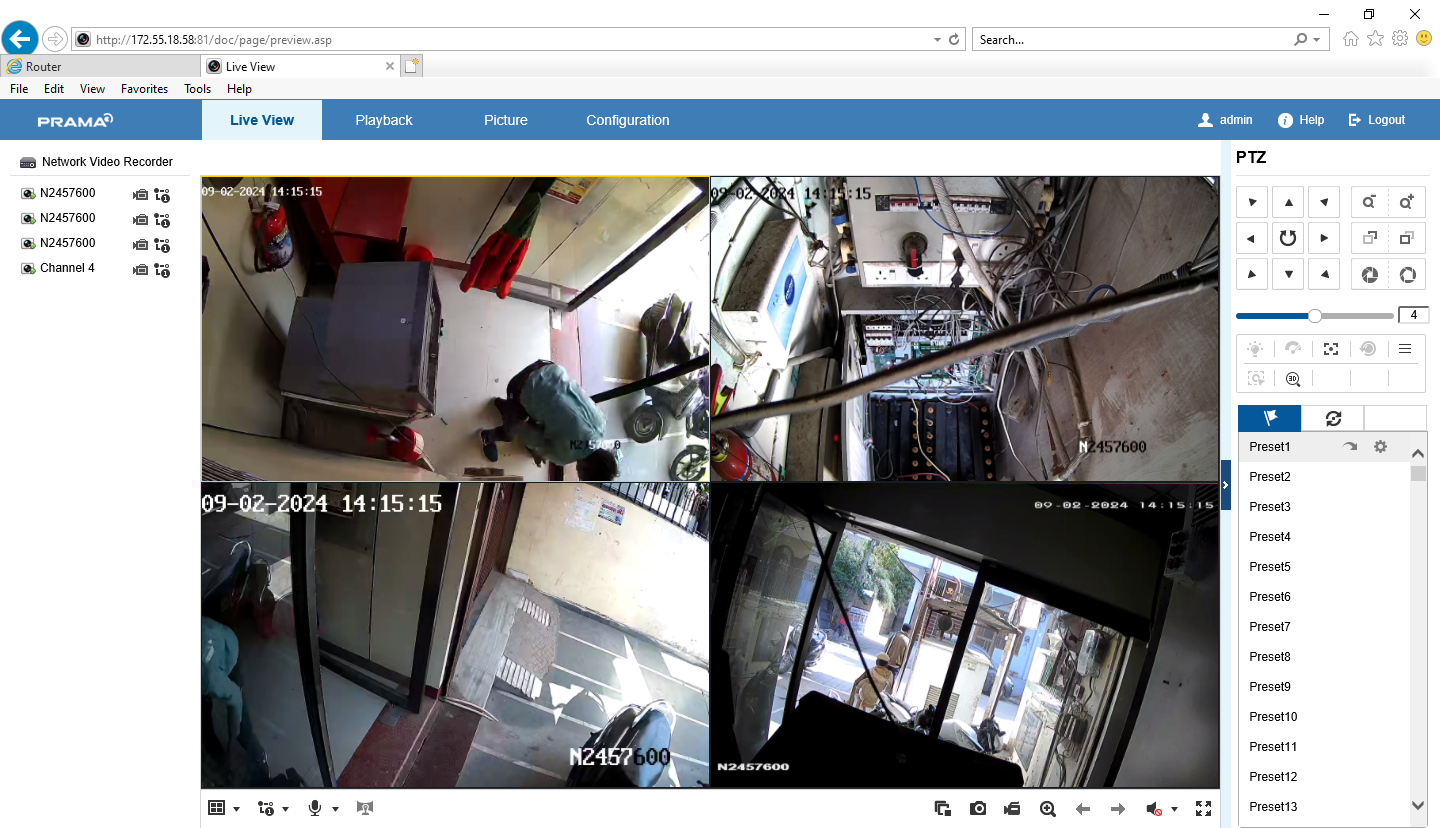 http://172.55.18.58:81/doc/page/preview.asp
Search...
Router
Live View
File Edit View Favorites Tools Help
PRAMA
Live View Playback Picture Configuration
admin Help Logout
Network Video Recorder
N2457600
N2457600
N2457600
Channel 4
09-02-2024 14:15:15
N2457600
09-02-2024 14:15:15
N2457600
09-02-2024 14:15:15
N2457600
09-02-2024 14:15:15
N2457600
PTZ
4
3D
Preset1
Preset2
Preset3
Preset4
Preset5
Preset6
Preset7
Preset8
Preset9
Preset10
Preset11
Preset12
Preset13